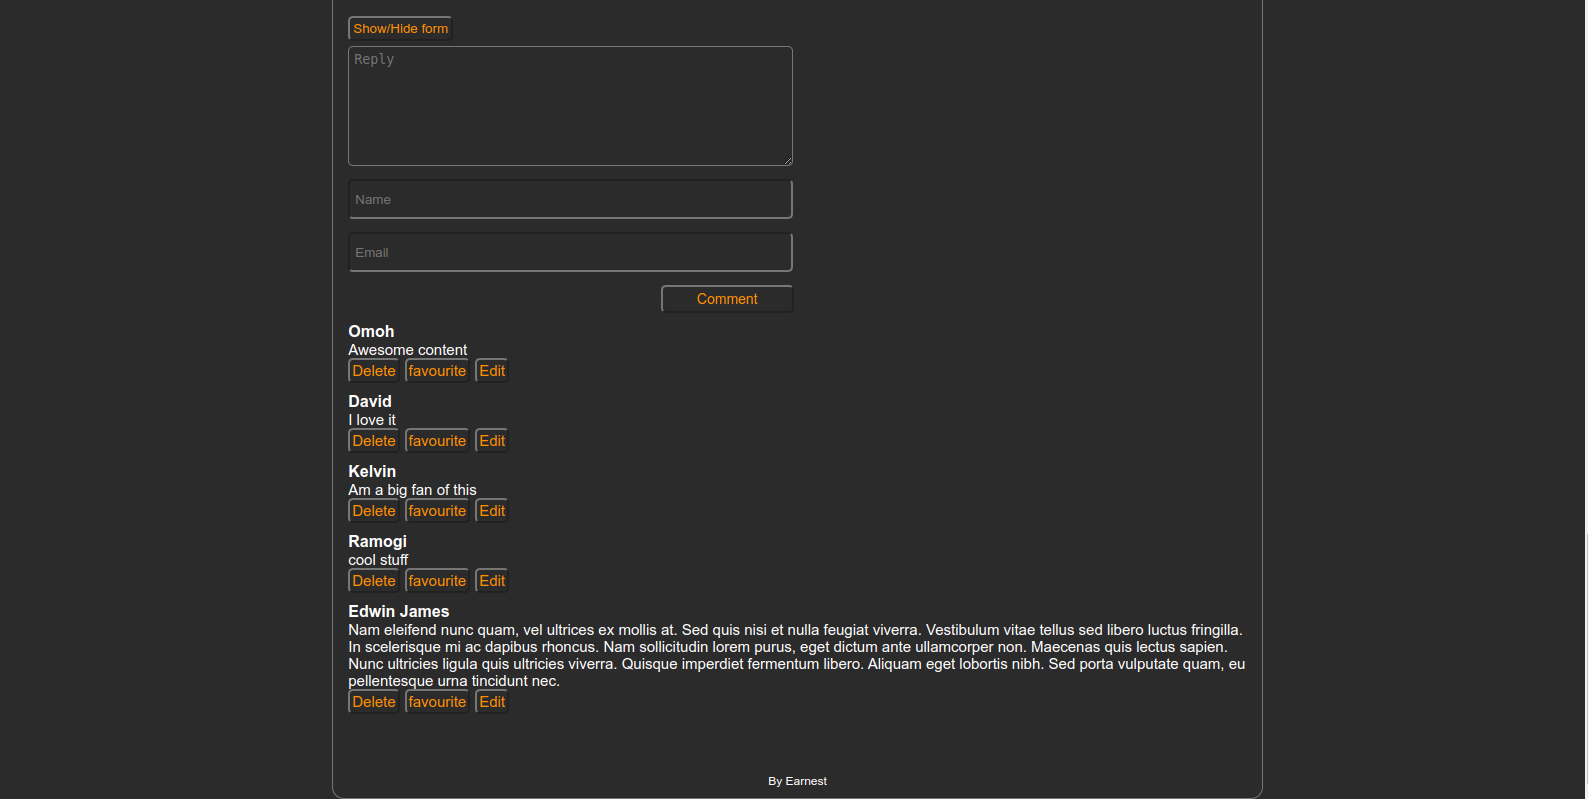 Show/Hide form
Reply
Name
Email
Comment
Omoh
Awesome content
Delete favourite Edit
David
I love it
Delete favourite Edit
Kelvin
Am a big fan of this
Delete favourite Edit
Ramogi
cool stuff
Delete favourite Edit
Edwin James
Nam eleifend nunc quam, vel ultrices ex mollis at. Sed quis nisi et nulla feugiat viverra. Vestibulum vitae tellus sed libero luctus fringilla.
In scelerisque mi ac dapibus rhoncus. Nam sollicitudin lorem purus, eget dictum ante ullamcorper non. Maecenas quis lectus sapien.
Nunc ultricies ligula quis ultricies viverra. Quisque imperdiet fermentum libero. Aliquam eget lobortis nibh. Sed porta vulputate quam, eu
pellentesque urna tincidunt nec.
Delete favourite Edit
By Earnest